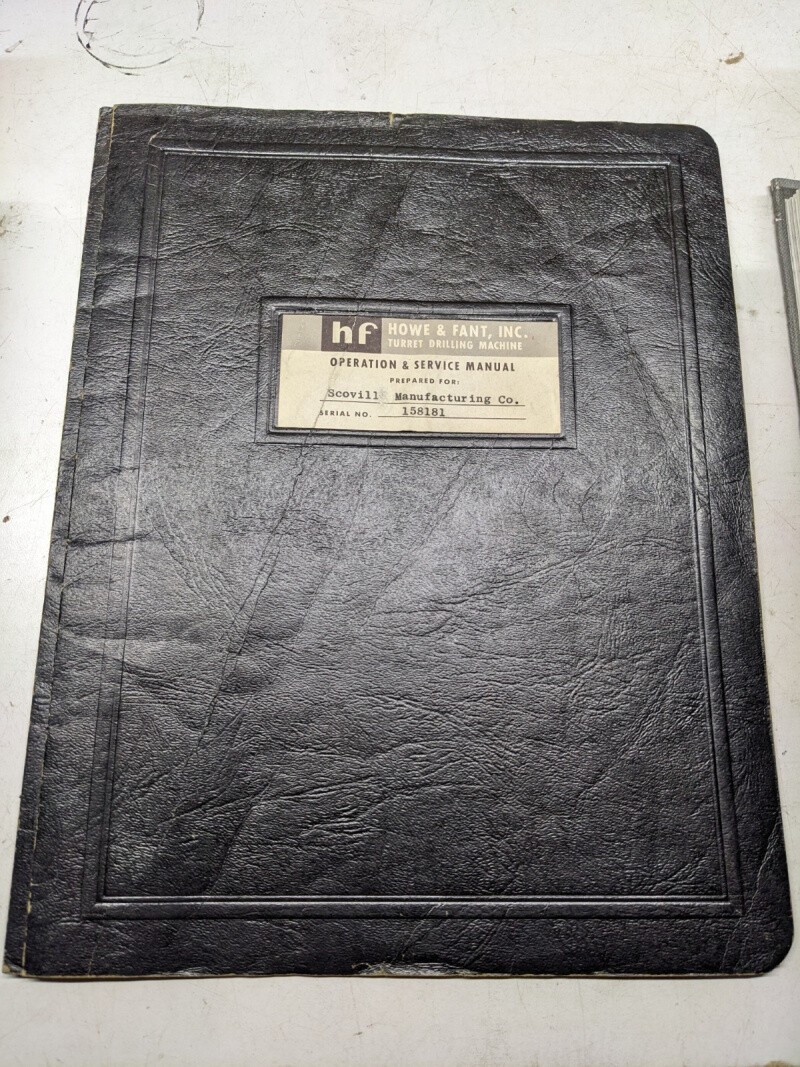 hf HOWE & FANT, INC.
TURRET DRILLING MACHINE
OPERATION & SERVICE MANUAL
PREPARED FOR:
Scovill Manufacturing Co.
SERIAL NO. 158181